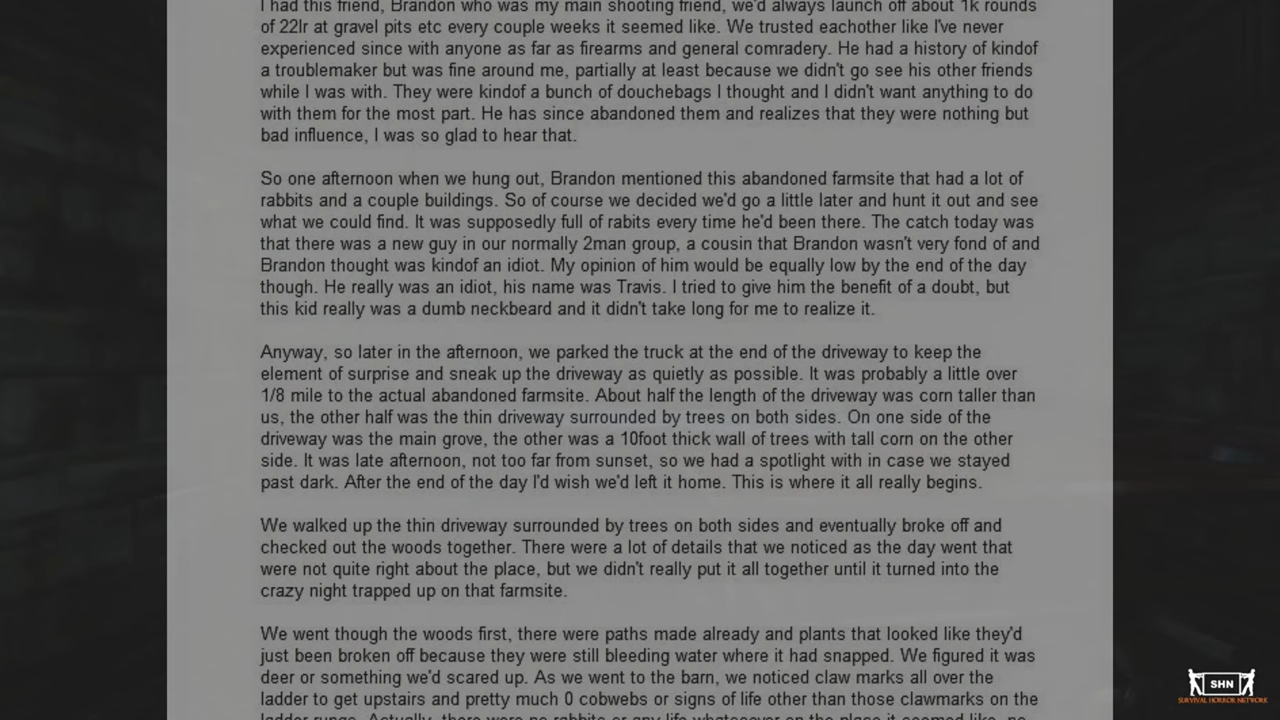 I had this friend, Brandon who was my main shooting friend, we'd always launch off about 1k rounds
of 22lr at gravel pits etc every couple weeks it seemed like. We trusted eachother like I've never
experienced since with anyone as far as firearms and general comradery. He had a history of kindof
a troublemaker but was fine around me, partially at least because we didn't go see his other friends
while I was with. They were kindof a bunch of douchebags I thought and I didn't want anything to do
with them for the most part. He has since abandoned them and realizes that they were nothing but
bad influence, I was so glad to hear that.

So one afternoon when we hung out, Brandon mentioned this abandoned farmsite that had a lot of
rabbits and a couple buildings. So of course we decided we'd go a little later and hunt it out and see
what we could find. It was supposedly full of rabits every time he'd been there. The catch today was
that there was a new guy in our normally 2man group, a cousin that Brandon wasn't very fond of and
Brandon thought was kindof an idiot. My opinion of him would be equally low by the end of the day
though. He really was an idiot, his name was Travis. I tried to give him the benefit of a doubt, but
this kid really was a dumb neckbeard and it didn't take long for me to realize it.

Anyway, so later in the afternoon, we parked the truck at the end of the driveway to keep the
element of surprise and sneak up the driveway as quietly as possible. It was probably a little over
1/8 mile to the actual abandoned farmsite. About half the length of the driveway was corn taller than
us, the other half was the thin driveway surrounded by trees on both sides. On one side of the
driveway was the main grove, the other was a 10foot thick wall of trees with tall corn on the other
side. It was late afternoon, not too far from sunset, so we had a spotlight with in case we stayed
past dark. After the end of the day I'd wish we'd left it home. This is where it all really begins.

We walked up the thin driveway surrounded by trees on both sides and eventually broke off and
checked out the woods together. There were a lot of details that we noticed as the day went that
were not quite right about the place, but we didn't really put it all together until it turned into the
crazy night trapped up on that farmsite.

We went though the woods first, there were paths made already and plants that looked like they'd
just been broken off because they were still bleeding water where it had snapped. We figured it was
deer or something we'd scared up. As we went to the barn, we noticed claw marks all over the
ladder to get upstairs and pretty much 0 cobwebs or signs of life other than those clawmarks on the
ladder rungs. Actually, there were no rabbits or any life whatsoever on the place it seemed like, no
SHN
SURVIVAL HORROR NETWORK